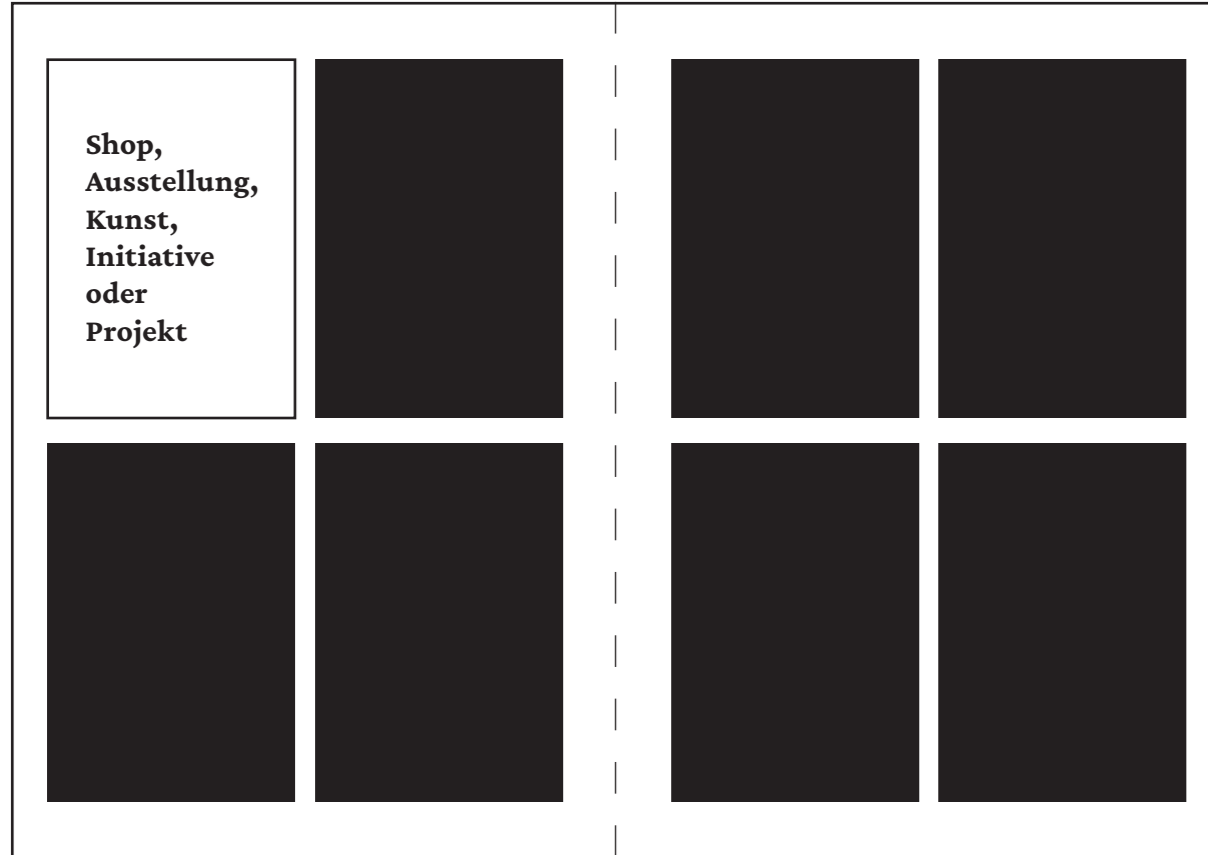 Shop,
Ausstellung,
Kunst,
Initiative
oder
Projekt